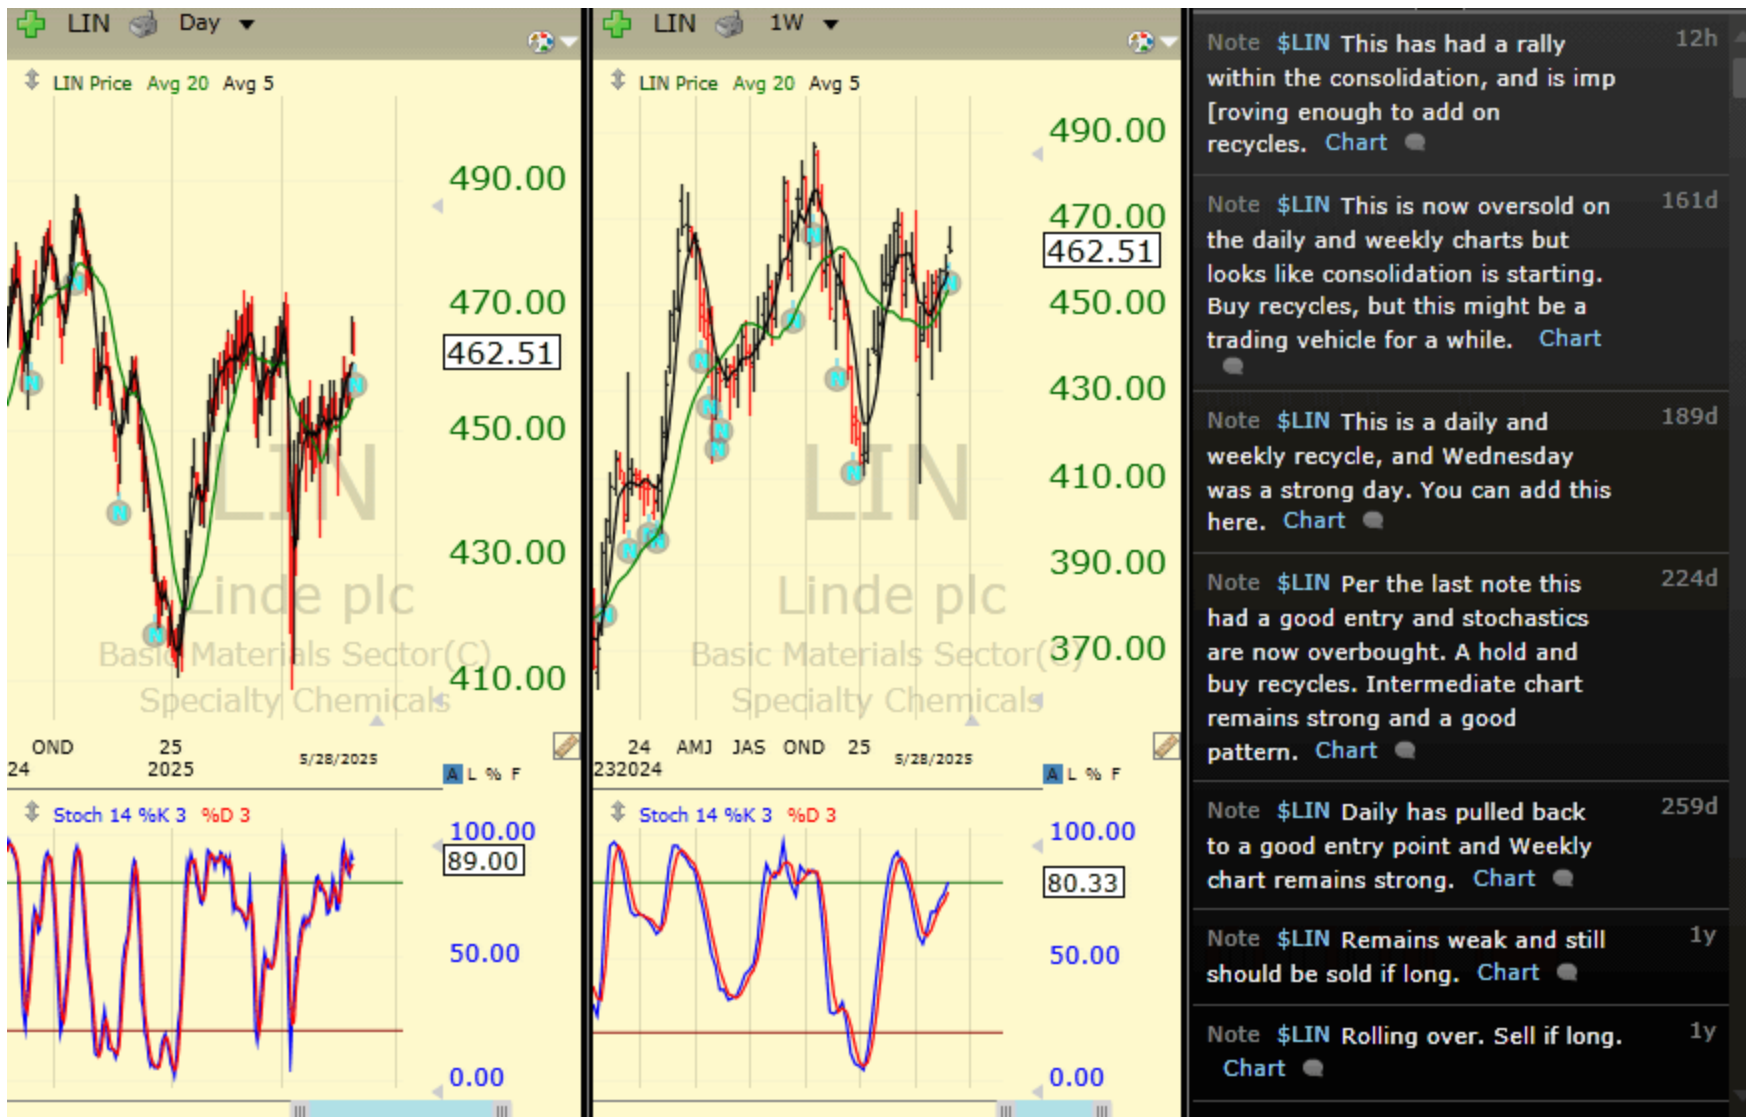 LIN Day
LIN Price Avg 20 Avg 5
490.00
470.00
462.51
450.00
430.00
410.00
LIN
Linde plc
Basic Materials Sector(C)
Specialty Chemicals
OND 25
24 2025 5/28/2025
A L % F
Stoch 14 %K 3 %D 3
100.00
89.00
50.00
0.00
LIN 1W
LIN Price Avg 20 Avg 5
490.00
470.00
462.51
450.00
430.00
410.00
390.00
370.00
LIN
Linde plc
Basic Materials Sector(C)
Specialty Chemicals
24 AMJ JAS OND 25
232024 5/28/2025
A L % F
Stoch 14 %K 3 %D 3
100.00
80.33
50.00
0.00
Note $LIN This has had a rally 12h
within the consolidation, and is imp
[roving enough to add on
recycles. Chart
Note $LIN This is now oversold on 161d
the daily and weekly charts but
looks like consolidation is starting.
Buy recycles, but this might be a
trading vehicle for a while. Chart
Note $LIN This is a daily and 189d
weekly recycle, and Wednesday
was a strong day. You can add this
here. Chart
Note $LIN Per the last note this 224d
had a good entry and stochastics
are now overbought. A hold and
buy recycles. Intermediate chart
remains strong and a good
pattern. Chart
Note $LIN Daily has pulled back 259d
to a good entry point and Weekly
chart remains strong. Chart
Note $LIN Remains weak and still 1y
should be sold if long. Chart
Note $LIN Rolling over. Sell if long. 1y
Chart